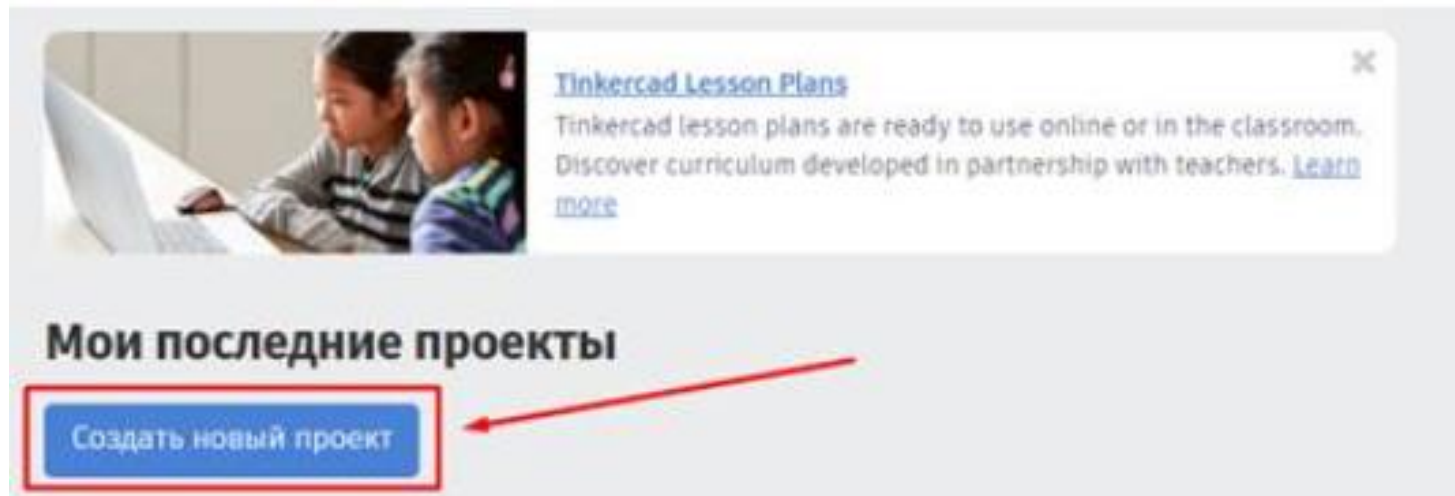 Tinkercad Lesson Plans
Tinkercad lesson plans are ready to use online or in the classroom.
Discover curriculum developed in partnership with teachers. Learn
more
Мои последние проекты
Создать новый проект